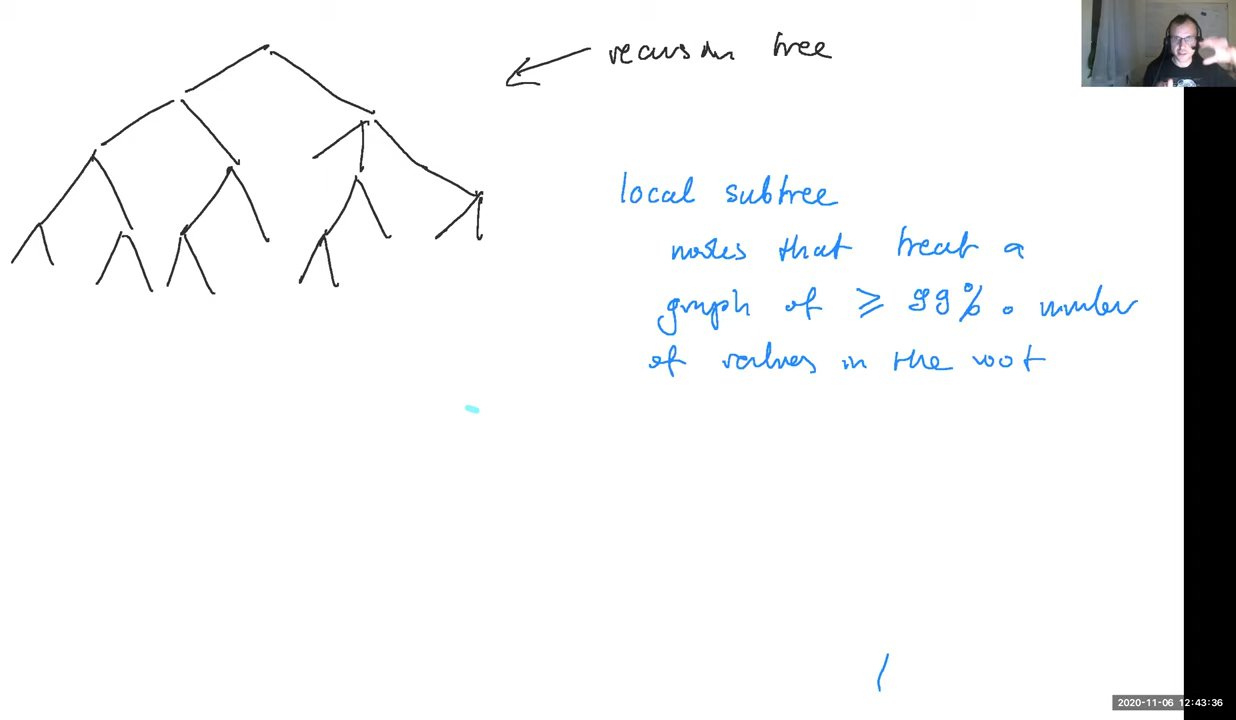 recursion tree
local subtree
nodes that treat a
graph of ≥ 99% · number
of values in the root
2020-11-06 12:43:36